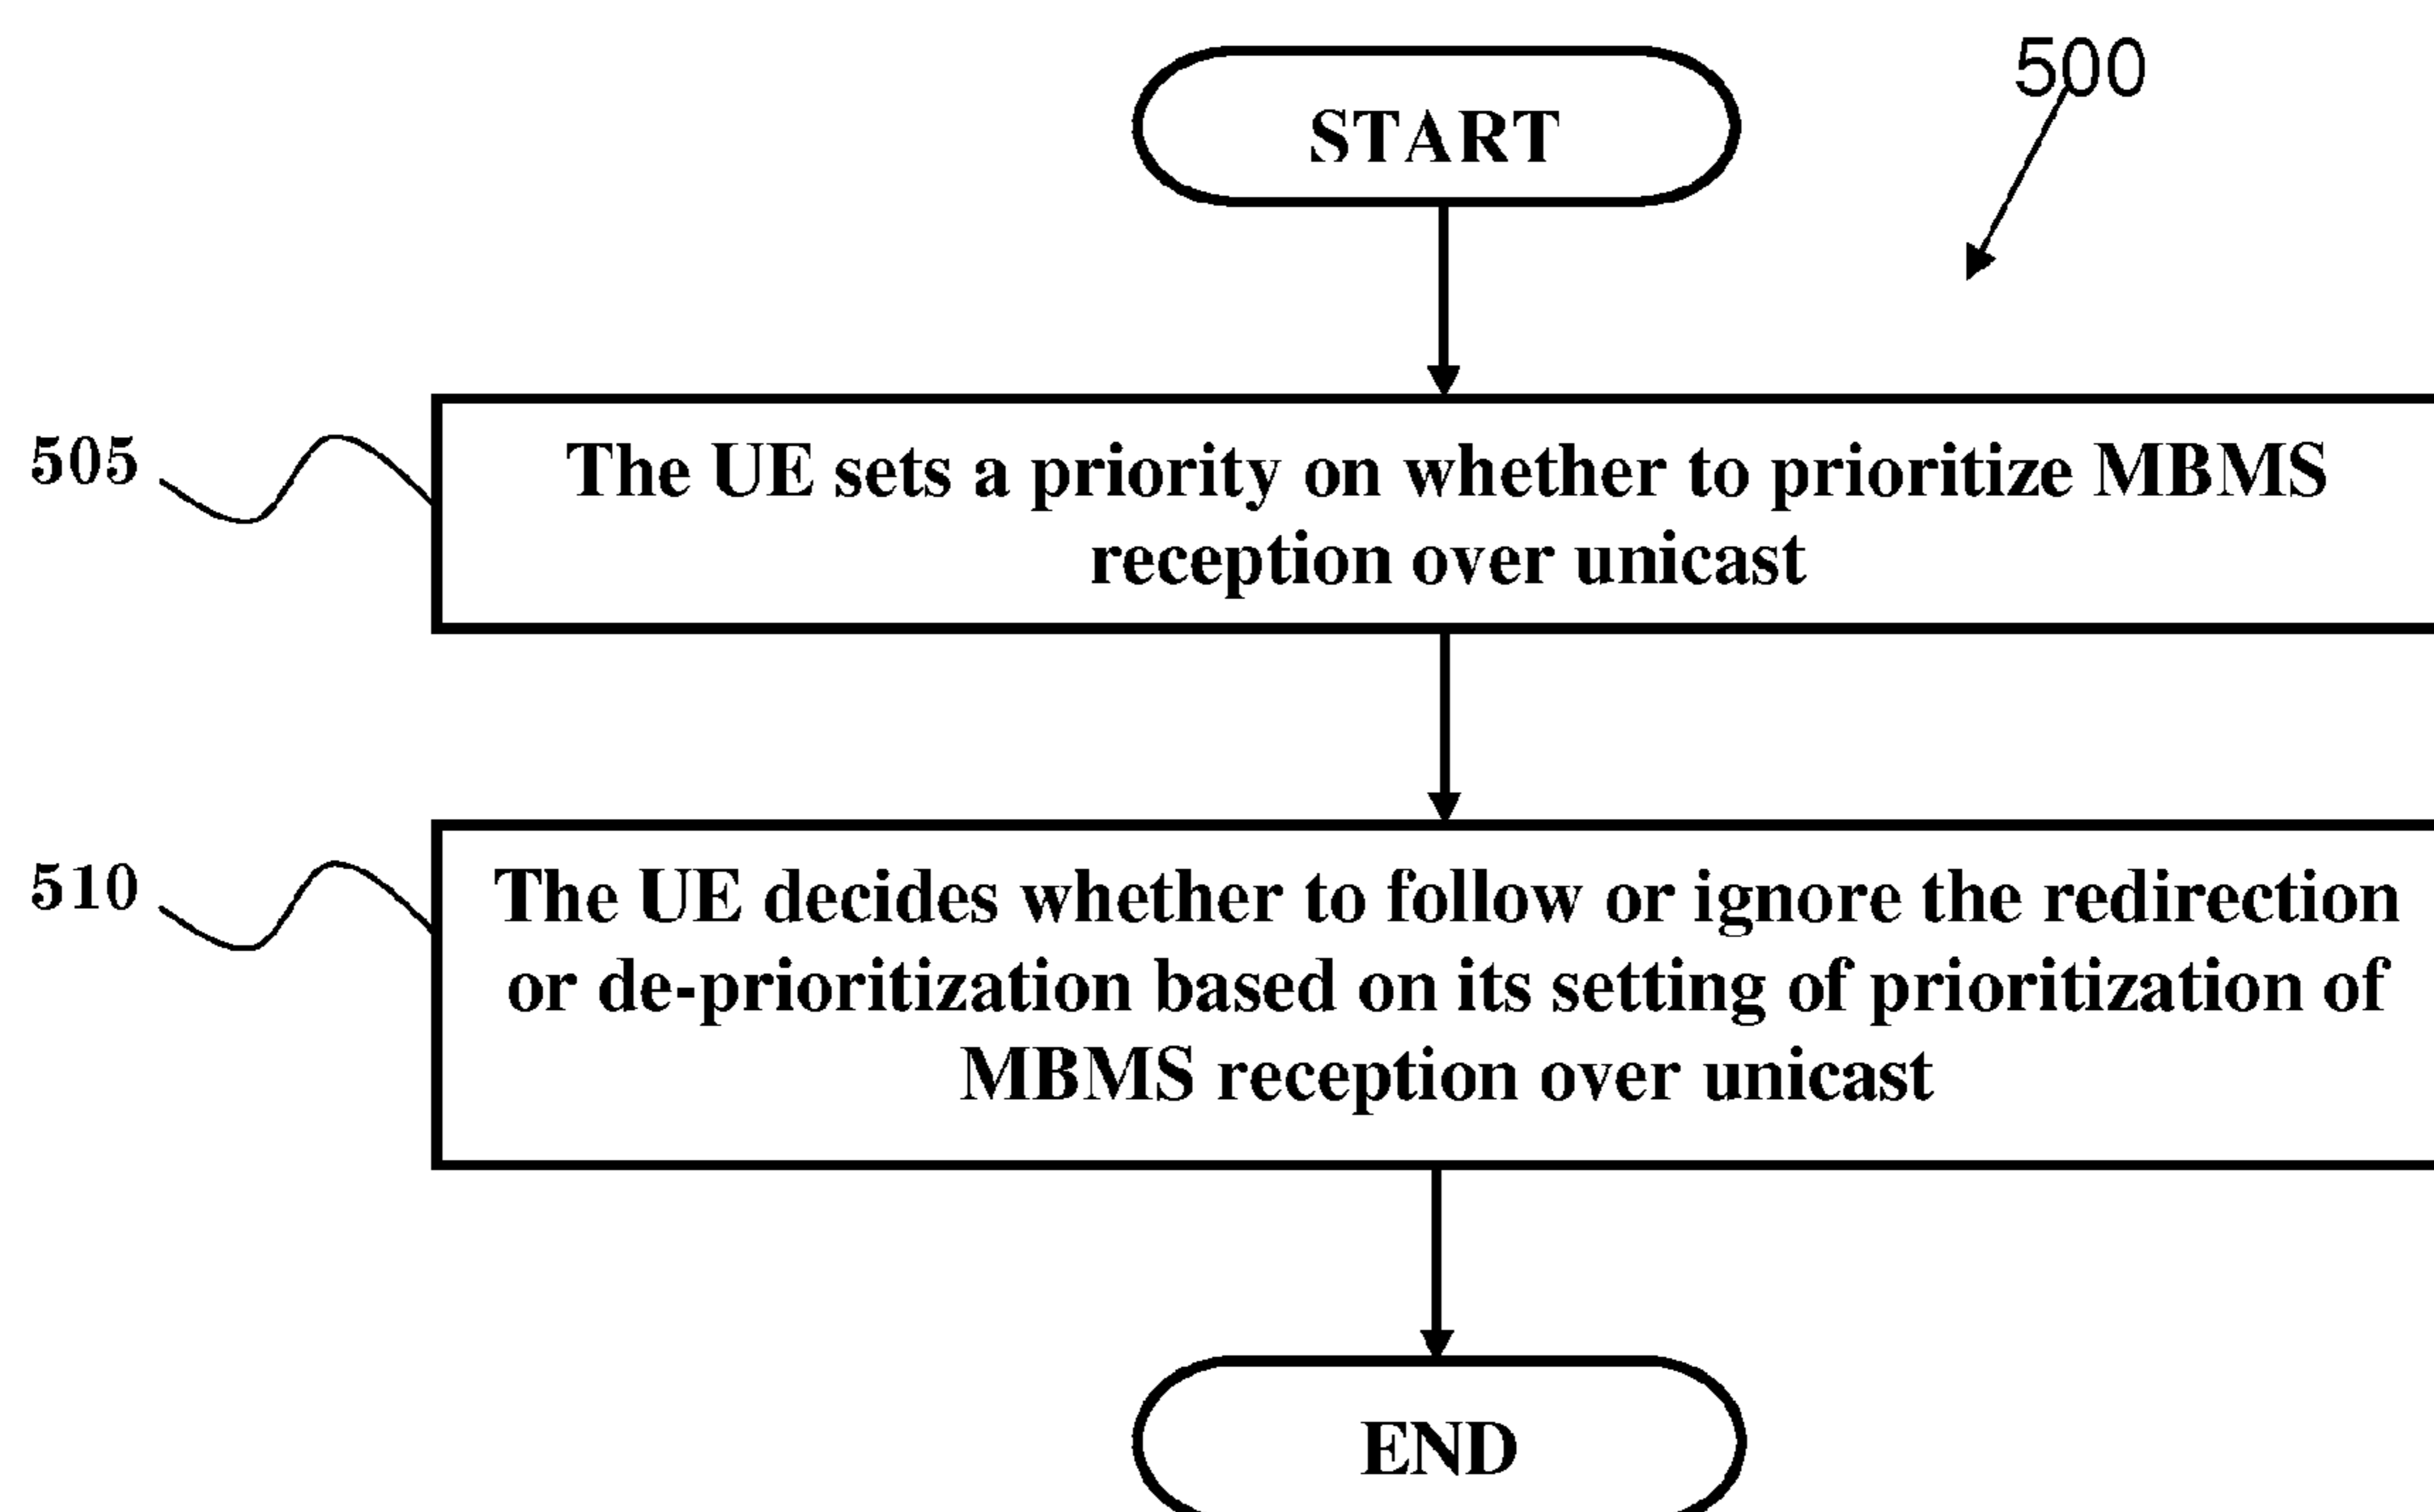 500
START
505
The UE sets a priority on whether to prioritize MBMS
reception over unicast
510
The UE decides whether to follow or ignore the redirection
or de-prioritization based on its setting of prioritization of
MBMS reception over unicast
END